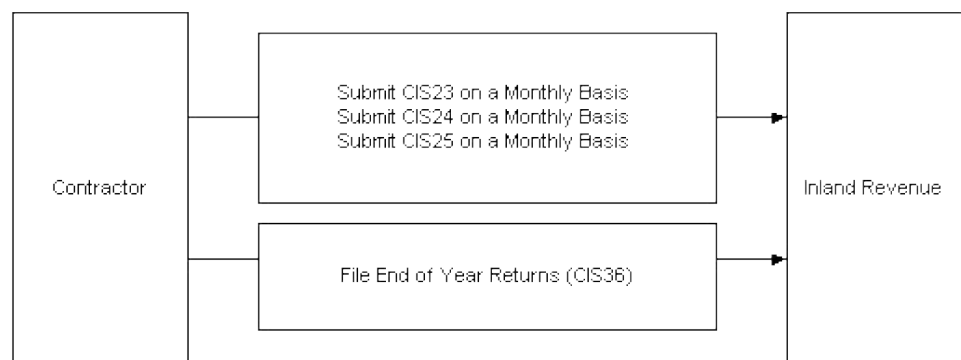 Contractor
Submit CIS23 on a Monthly Basis
Submit CIS24 on a Monthly Basis
Submit CIS25 on a Monthly Basis
File End of Year Returns (CIS36)
Inland Revenue